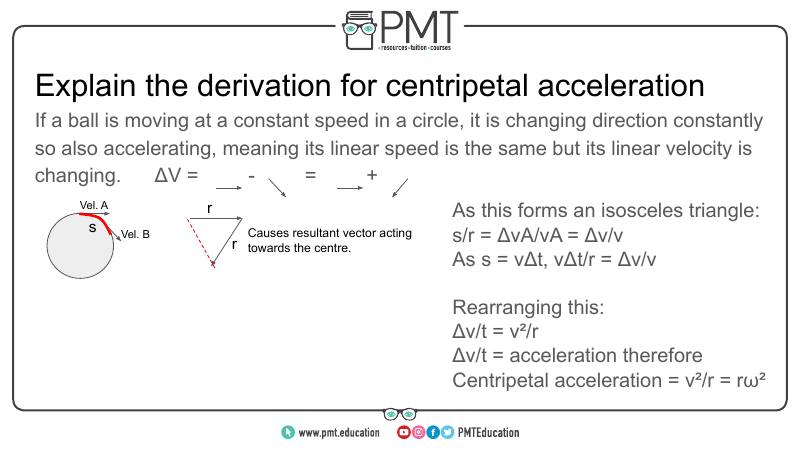 PMT
•resources•tuition•courses
Explain the derivation for centripetal acceleration
If a ball is moving at a constant speed in a circle, it is changing direction constantly
so also accelerating, meaning its linear speed is the same but its linear velocity is
changing. ΔV = - = +
Vel. A
s
Vel. B
r
r
Causes resultant vector acting
towards the centre.
As this forms an isosceles triangle:
s/r = ΔvA/vA = Δv/v
As s = vΔt, vΔt/r = Δv/v
Rearranging this:
Δv/t = v²/r
Δv/t = acceleration therefore
Centripetal acceleration = v²/r = rω²
www.pmt.education
PMTEducation